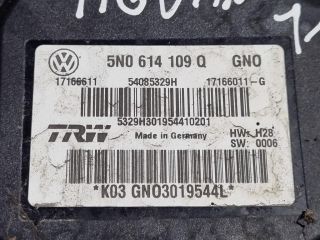 5N0 614 109 Q GNO
17166611 54085329H 17166011-G
5329H301954410201
TRW Made in Germany HW: H28
SW: 0006
*K03 GNO3019544L*